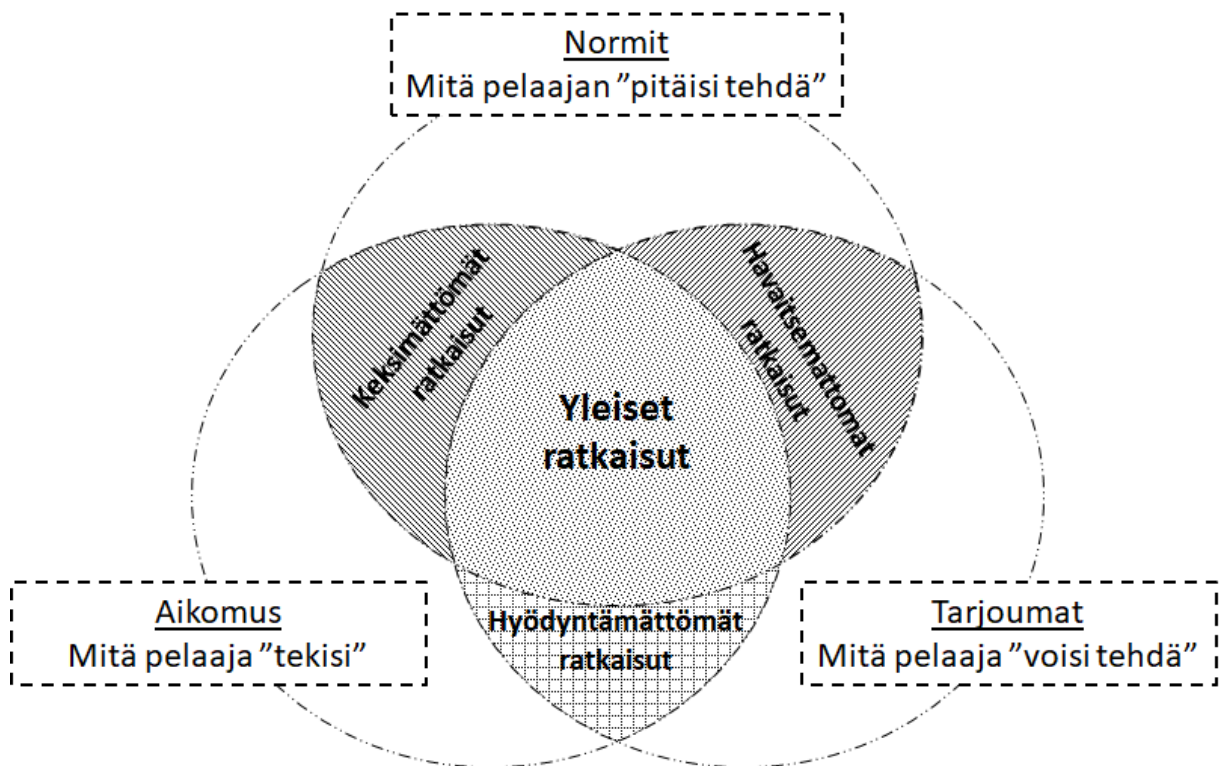 Normit
Mitä pelaajan ”pitäisi tehdä”
Keksimättömät
ratkaisut
Havaitsemattomat
ratkaisut
Yleiset
ratkaisut
Hyödyntämättömät
ratkaisut
Aikomus
Mitä pelaaja ”tekisi”
Tarjoumat
Mitä pelaaja ”voisi tehdä”